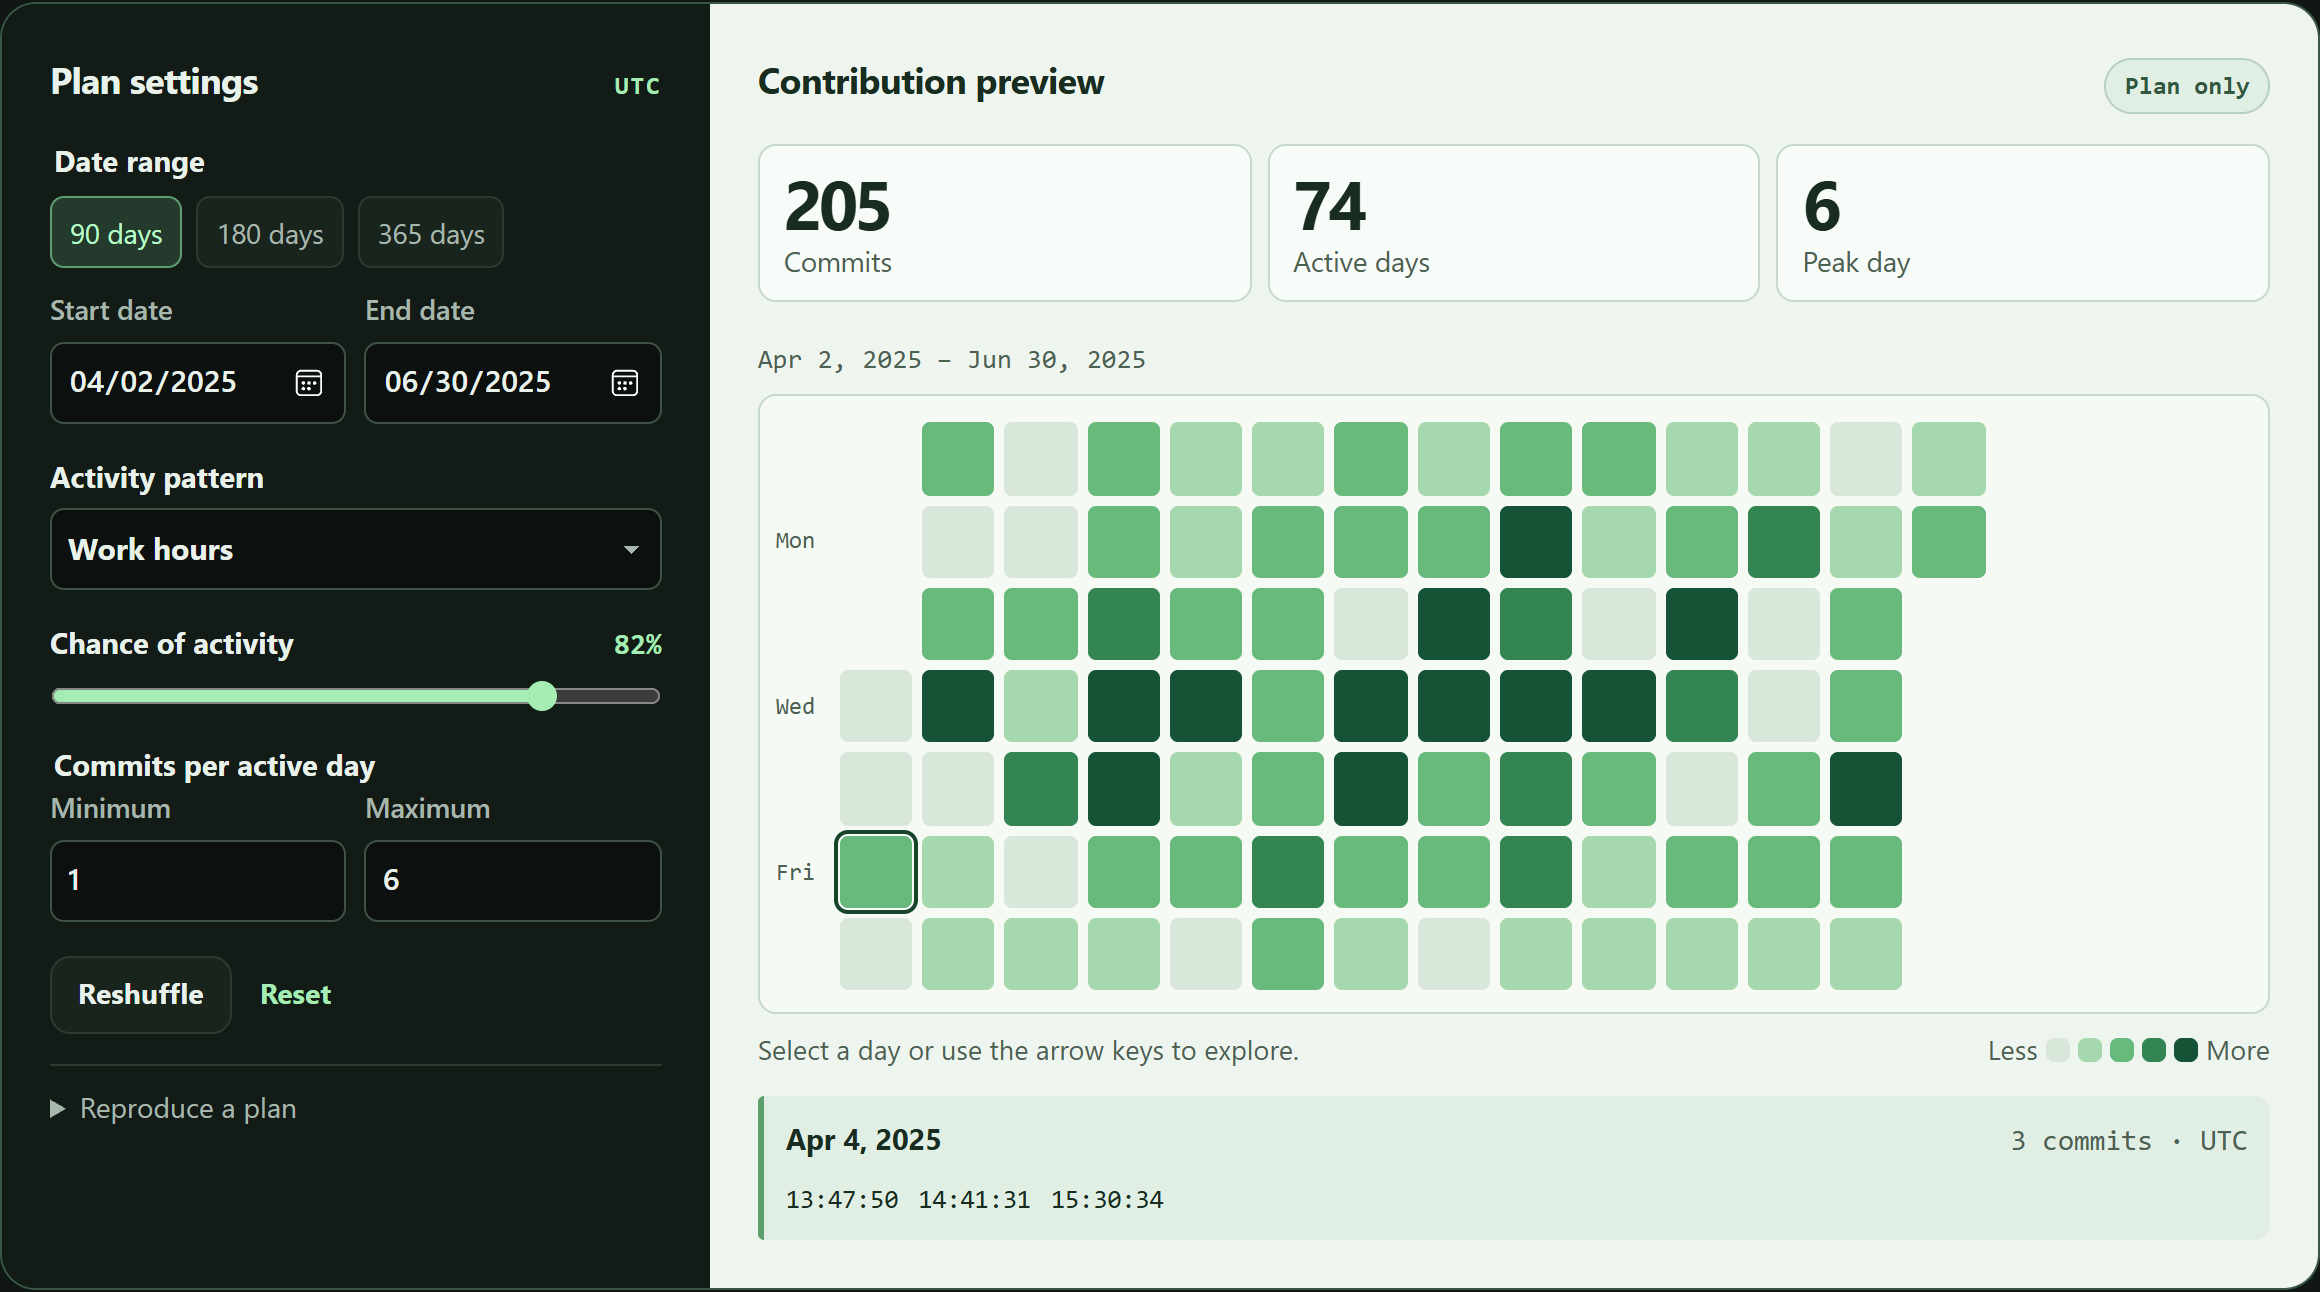 Plan settings
UTC
Date range
90 days
180 days
365 days
Start date
End date
04/02/2025
06/30/2025
Activity pattern
Work hours
Chance of activity
82%
Commits per active day
Minimum
Maximum
1
6
Reshuffle
Reset
Reproduce a plan
Contribution preview
Plan only
205
Commits
74
Active days
6
Peak day
Apr 2, 2025 – Jun 30, 2025
Mon
Wed
Fri
Select a day or use the arrow keys to explore.
Less
More
Apr 4, 2025
3 commits · UTC
13:47:50 14:41:31 15:30:34